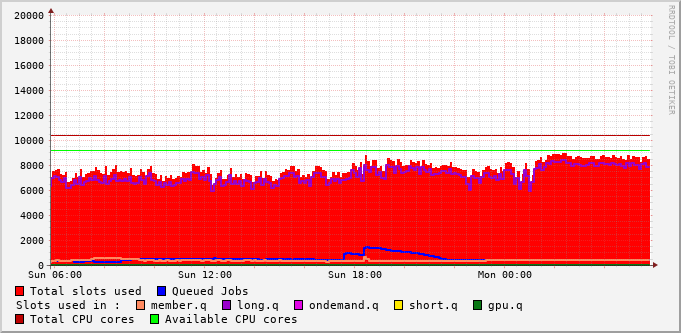 20000
18000
16000
14000
12000
10000
8000
6000
4000
2000
0
Sun 06:00 Sun 12:00 Sun 18:00 Mon 00:00
Total slots used Queued Jobs
Slots used in : member.q long.q ondemand.q short.q gpu.q
Total CPU cores Available CPU cores
RRDTOOL / TOBI OETIKER